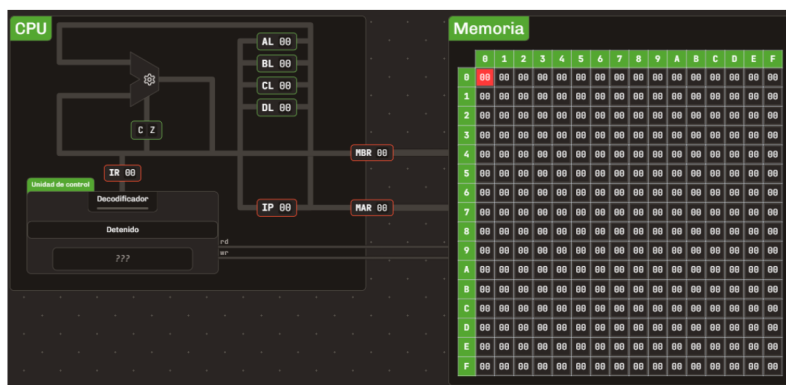 CPU
AL 00
BL 00
CL 00
DL 00
C Z
MBR 00
IR 00
Unidad de control
Decodificador
IP 00
MAR 00
Detenido
rd
wr
???
Memoria
0 1 2 3 4 5 6 7 8 9 A B C D E F
0 00 00 00 00 00 00 00 00 00 00 00 00 00 00 00 00
1 00 00 00 00 00 00 00 00 00 00 00 00 00 00 00 00
2 00 00 00 00 00 00 00 00 00 00 00 00 00 00 00 00
3 00 00 00 00 00 00 00 00 00 00 00 00 00 00 00 00
4 00 00 00 00 00 00 00 00 00 00 00 00 00 00 00 00
5 00 00 00 00 00 00 00 00 00 00 00 00 00 00 00 00
6 00 00 00 00 00 00 00 00 00 00 00 00 00 00 00 00
7 00 00 00 00 00 00 00 00 00 00 00 00 00 00 00 00
8 00 00 00 00 00 00 00 00 00 00 00 00 00 00 00 00
9 00 00 00 00 00 00 00 00 00 00 00 00 00 00 00 00
A 00 00 00 00 00 00 00 00 00 00 00 00 00 00 00 00
B 00 00 00 00 00 00 00 00 00 00 00 00 00 00 00 00
C 00 00 00 00 00 00 00 00 00 00 00 00 00 00 00 00
D 00 00 00 00 00 00 00 00 00 00 00 00 00 00 00 00
E 00 00 00 00 00 00 00 00 00 00 00 00 00 00 00 00
F 00 00 00 00 00 00 00 00 00 00 00 00 00 00 00 00